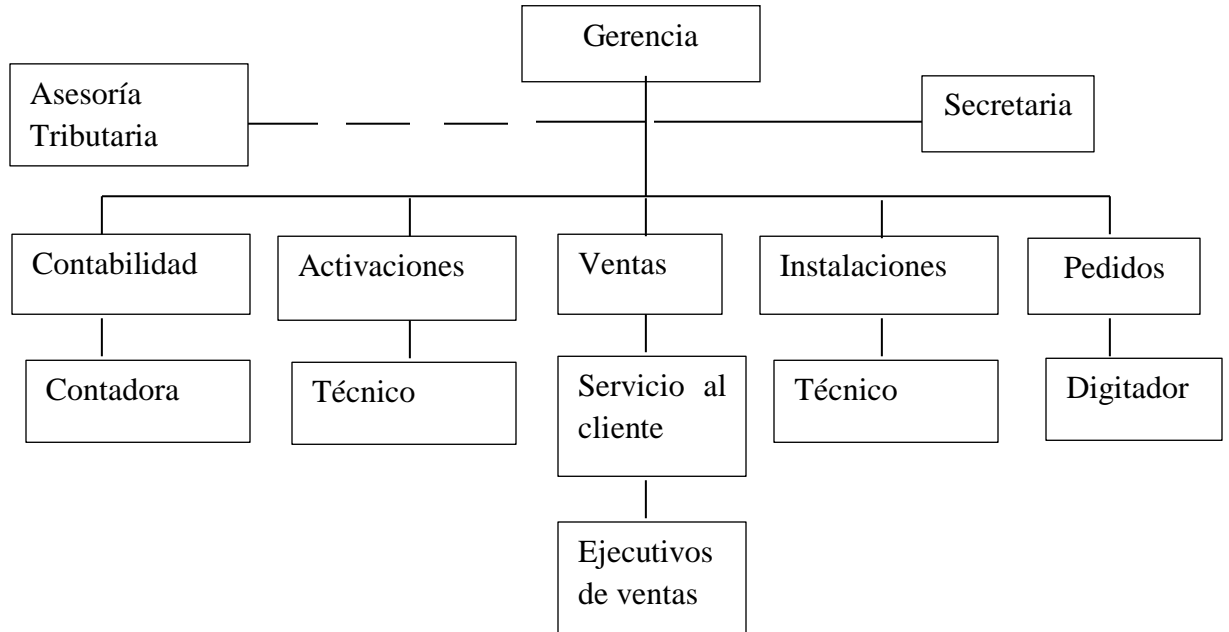 Gerencia
Asesoría
Tributaria
Secretaria
Contabilidad
Activaciones
Ventas
Instalaciones
Pedidos
Contadora
Técnico
Servicio al
cliente
Técnico
Digitador
Ejecutivos
de ventas